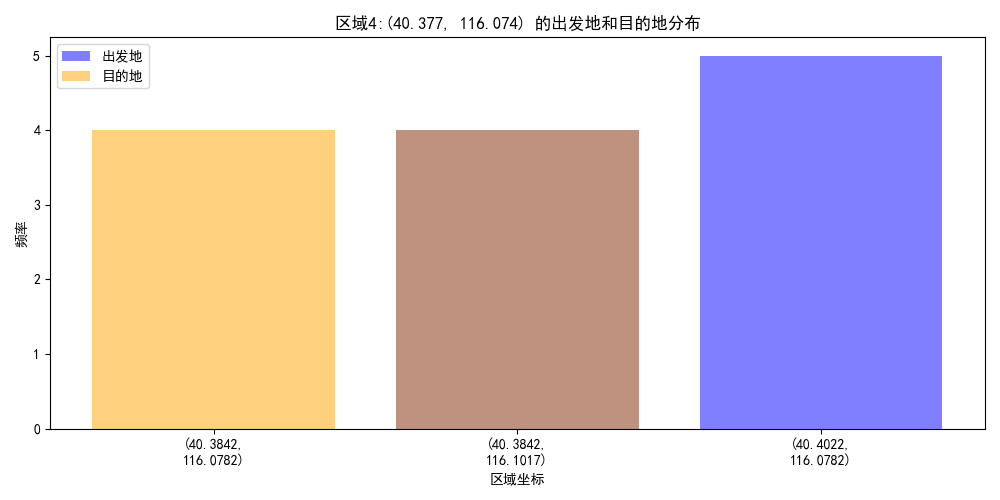 区域4:(40.377, 116.074) 的出发地和目的地分布
出发地
目的地
频率
5
4
3
2
1
0
(40.3842,
116.0782)
(40.3842,
116.1017)
(40.4022,
116.0782)
区域坐标